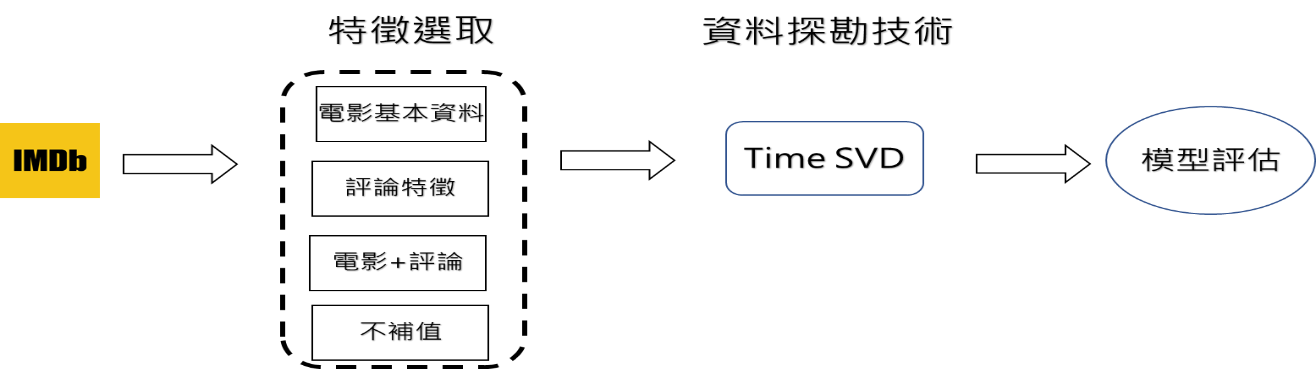 特徵選取
資料探勘技術
IMDb
電影基本資料
評論特徵
電影+評論
不補值
Time SVD
模型評估